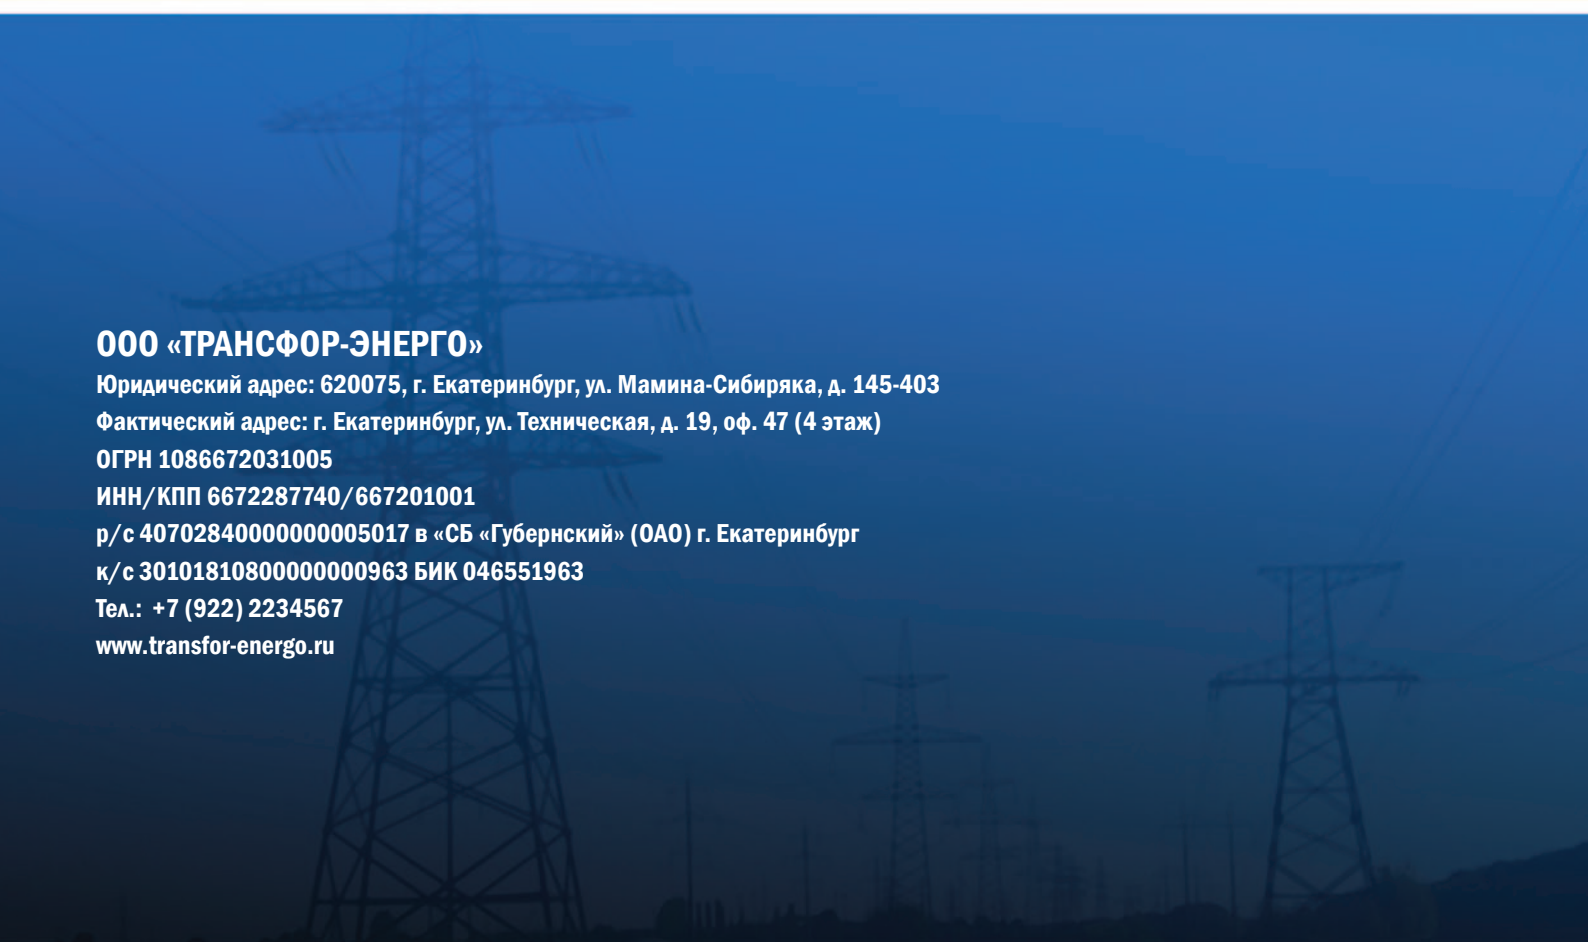 ООО «ТРАНСФОР-ЭНЕРГО»
Юридический адрес: 620075, г. Екатеринбург, ул. Мамина-Сибиряка, д. 145-403
Фактический адрес: г. Екатеринбург, ул. Техническая, д. 19, оф. 47 (4 этаж)
ОГРН 1086672031005
ИНН/КПП 6672287740/667201001
р/с 40702840000000005017 в «СБ «Губернский» (ОАО) г. Екатеринбург
к/с 30101810800000000963 БИК 046551963
Тел.: +7 (922) 2234567
www.transfor-energo.ru